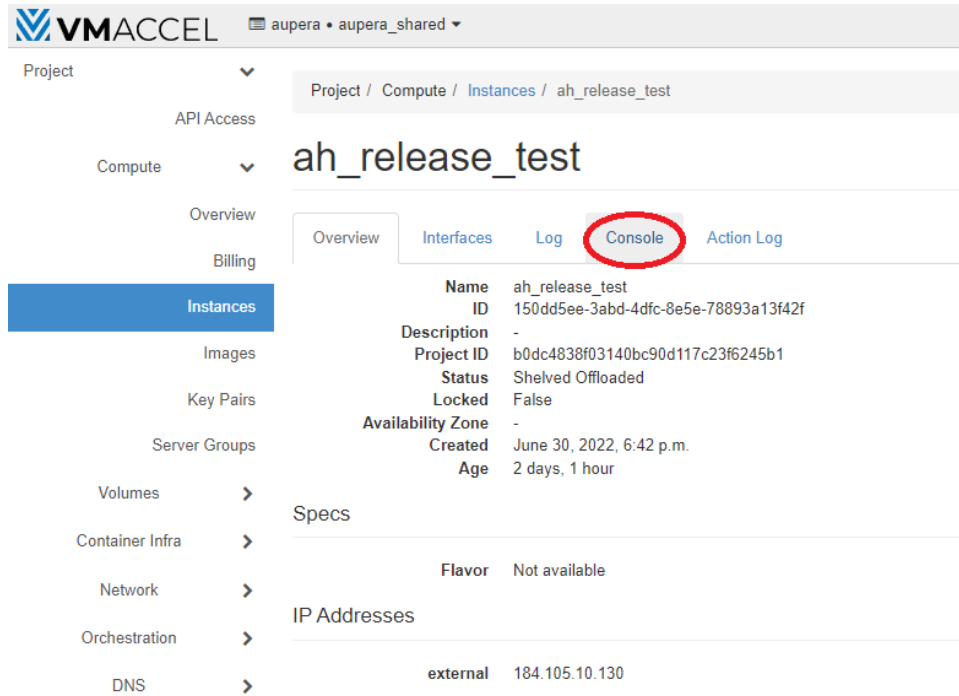 VMACCEL
aupera • aupera_shared
Project
API Access
Compute
Overview
Billing
Instances
Images
Key Pairs
Server Groups
Volumes
Container Infra
Network
Orchestration
DNS
Project / Compute / Instances / ah_release_test
ah_release_test
Overview Interfaces Log Console Action Log
Name ah_release_test
ID 150dd5ee-3abd-4dfc-8e5e-78893a13f42f
Description -
Project ID b0dc4838f03140bc90d117c23f6245b1
Status Shelved Offloaded
Locked False
Availability Zone -
Created June 30, 2022, 6:42 p.m.
Age 2 days, 1 hour
Specs
Flavor Not available
IP Addresses
external 184.105.10.130